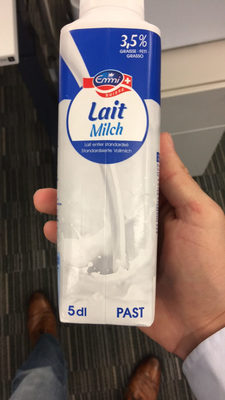 3,5%
GRAISSE · FETT
GRASSO
Emmi
SUISSE
Lait
Milch
Lait entier standardisé
Standardisierte Vollmilch
5 dl
PAST